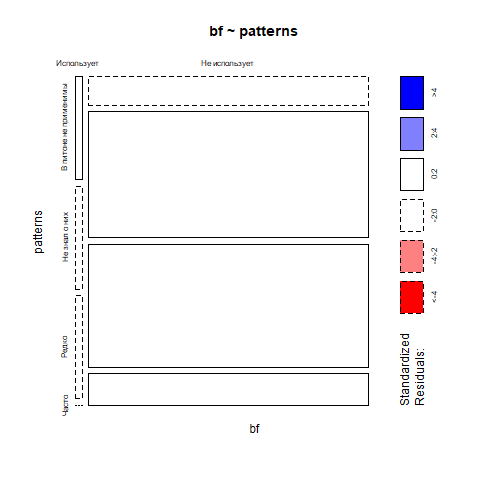 bf ~ patterns
Использует
Не использует
В питоне не применимы
Не знал о них
Редко
Часто
patterns
bf
>4
2:4
0:2
-2:0
-4:-2
<-4
Standardized
Residuals: